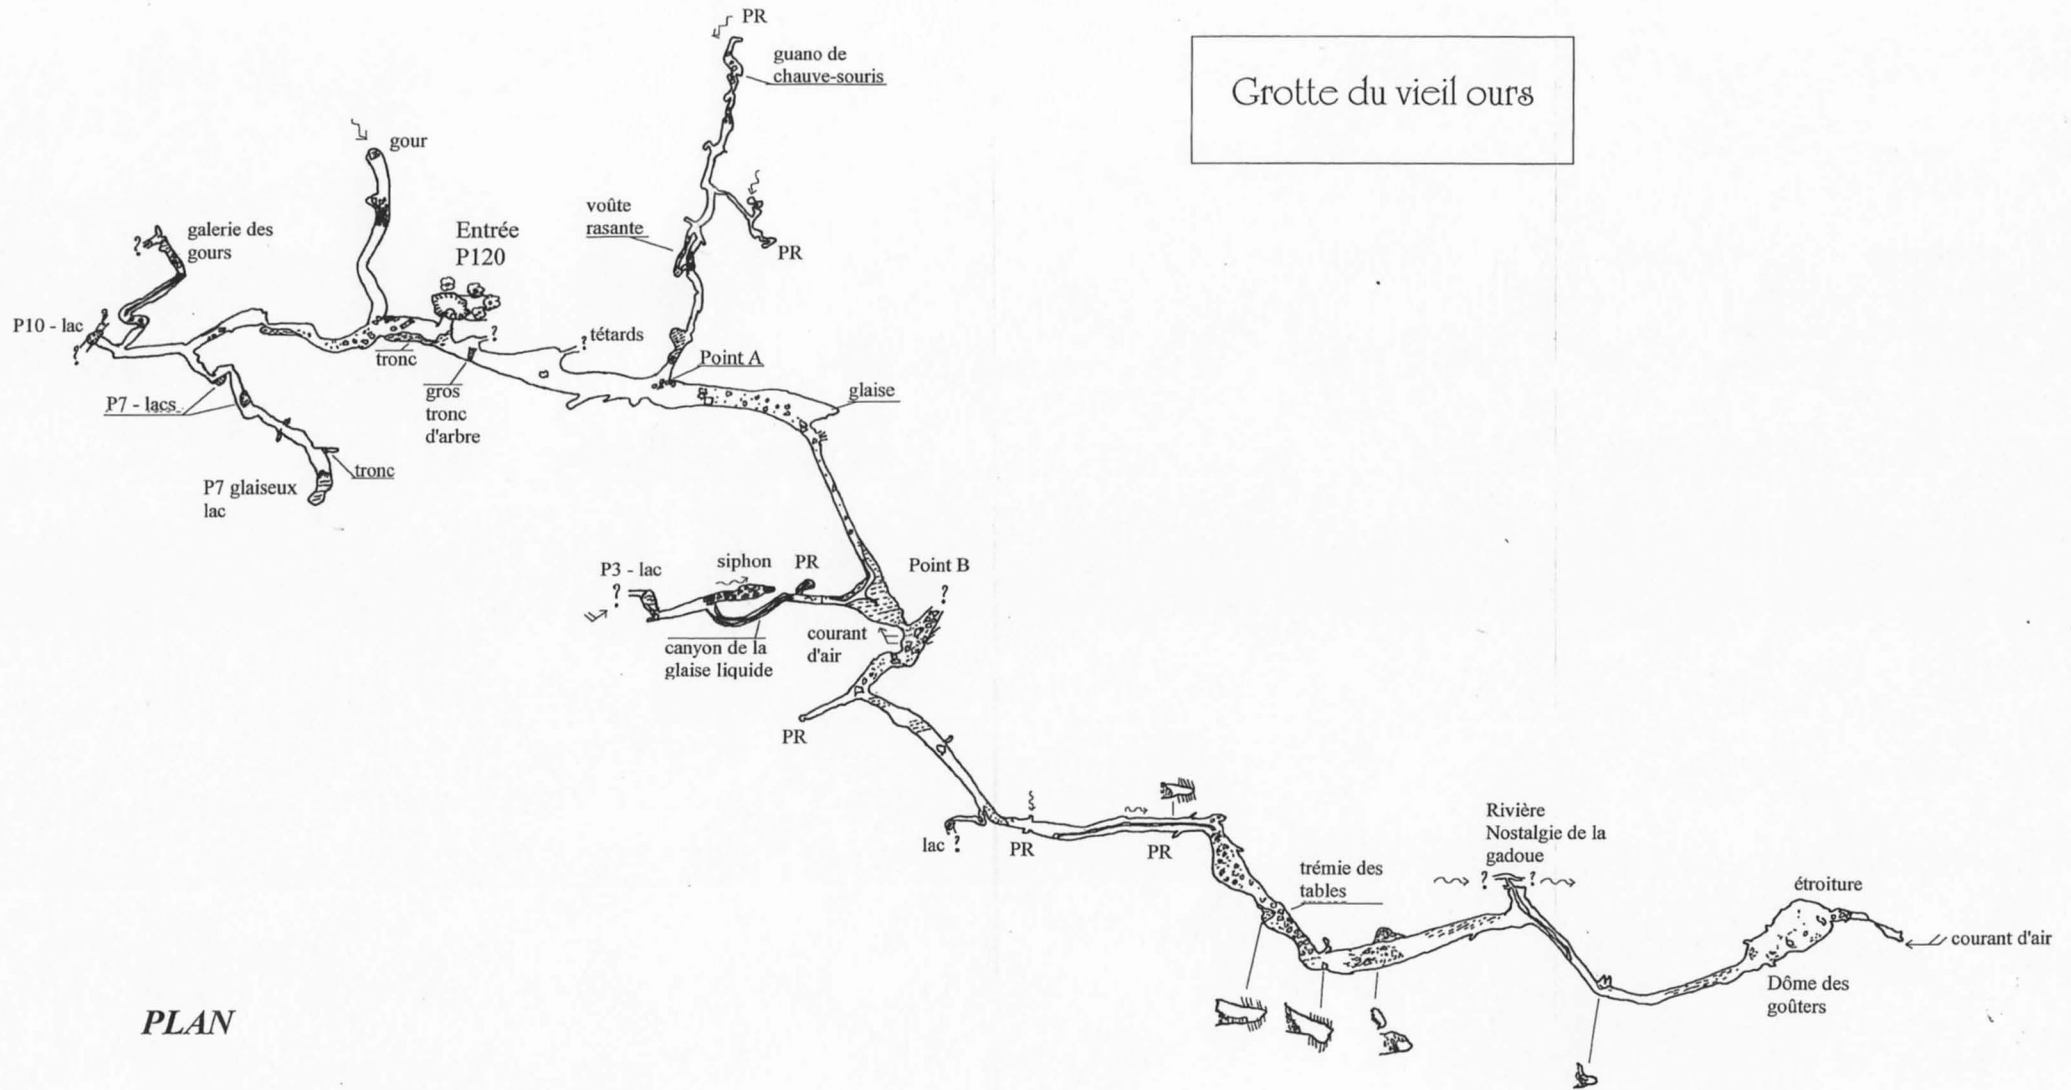 PR
guano de
chauve-souris
Grotte du vieil ours
gour
voûte
rasante
PR
galerie des
gours
?
Entrée
P120
P10 - lac
?
?
tronc
?
? tétards
Point A
gros
tronc
d'arbre
glaise
P7 - lacs
tronc
P7 glaiseux
lac
P3 - lac
?
siphon
PR
Point B
?
canyon de la
glaise liquide
courant
d'air
PR
lac ?
PR
PR
trémie des
tables
Rivière
Nostalgie de la
gadoue
? ?
étroiture
courant d'air
Dôme des
goûters
PLAN